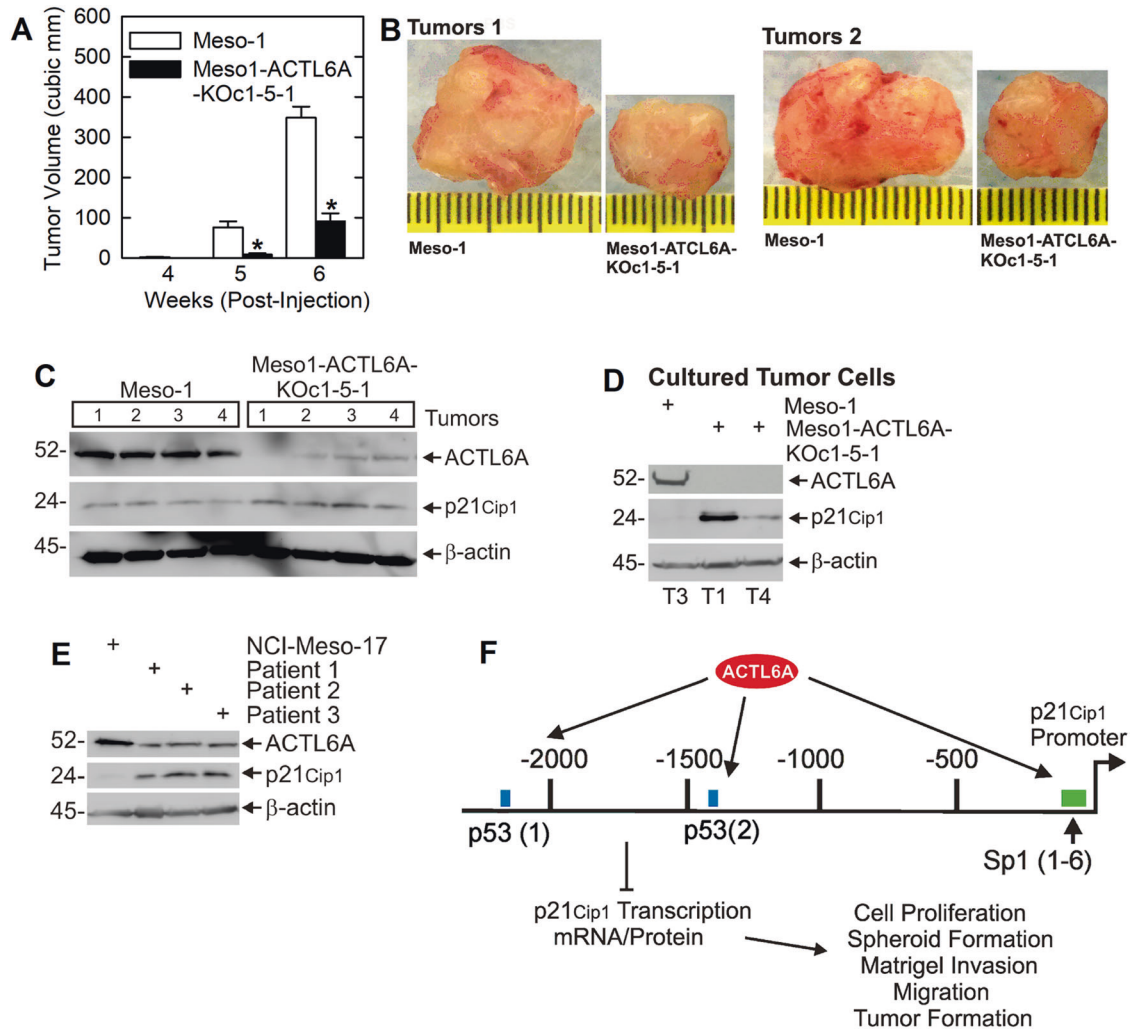 A
600
500
400
300
200
100
0
Tumor Volume (cubic mm)
Meso-1
Meso1-ACTL6A
-KOc1-5-1
*
*
4
5
6
Weeks (Post-Injection)
B
Tumors 1
Meso-1
Meso1-ATCL6A-
KOc1-5-1
Tumors 2
Meso-1
Meso1-ATCL6A-
KOc1-5-1
C
Meso-1
Meso1-ACTL6A-
KOc1-5-1
1 2 3 4 1 2 3 4 Tumors
52- ACTL6A
24- p21Cip1
45- β-actin
D
Cultured Tumor Cells
+ Meso-1
+ + Meso1-ACTL6A-
KOc1-5-1
52- ACTL6A
24- p21Cip1
45- β-actin
T3 T1 T4
E
+ NCI-Meso-17
+ Patient 1
+ Patient 2
+ Patient 3
52- ACTL6A
24- p21Cip1
45- β-actin
F
ACTL6A
p21Cip1
Promoter
-2000 -1500 -1000 -500
p53 (1) p53(2)
Sp1 (1-6)
p21Cip1 Transcription
mRNA/Protein
Cell Proliferation
Spheroid Formation
Matrigel Invasion
Migration
Tumor Formation